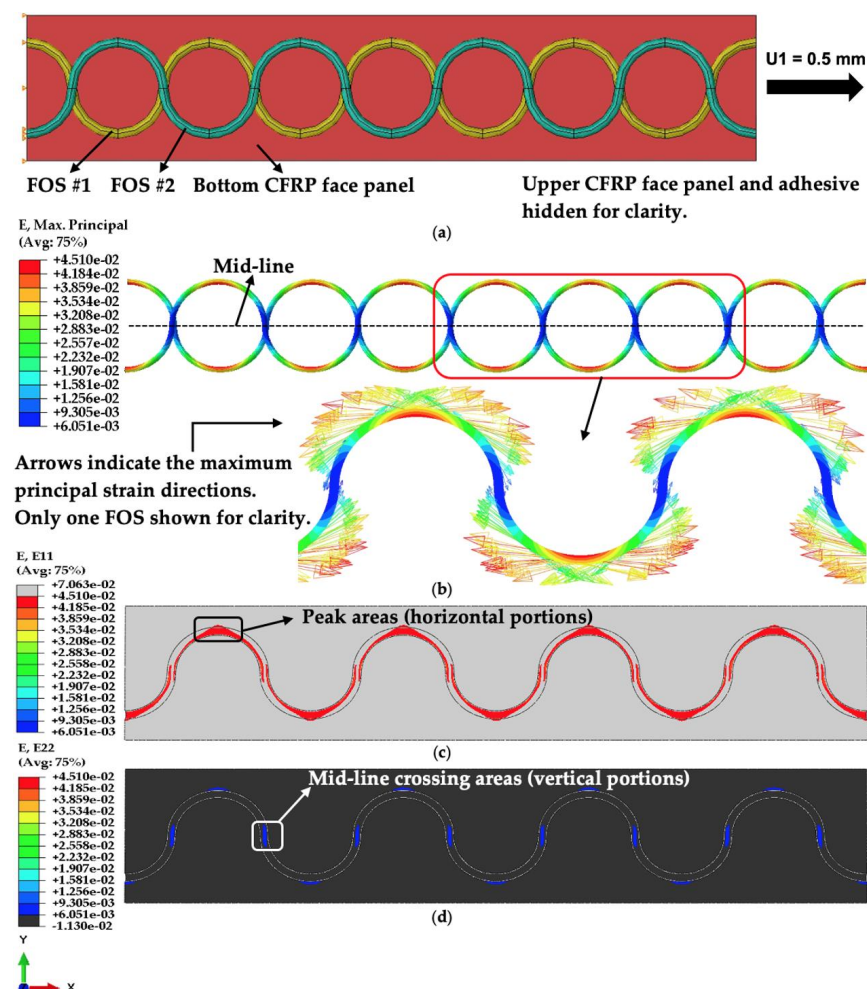 U1 = 0.5 mm
FOS #1 FOS #2 Bottom CFRP face panel
Upper CFRP face panel and adhesive
hidden for clarity.
(a)
E, Max. Principal
(Avg: 75%)
+4.510e-02
+4.184e-02
+3.859e-02
+3.534e-02
+3.208e-02
+2.883e-02
+2.557e-02
+2.232e-02
+1.907e-02
+1.581e-02
+1.256e-02
+9.305e-03
+6.051e-03
Mid-line
Arrows indicate the maximum
principal strain directions.
Only one FOS shown for clarity.
(b)
E, E11
(Avg: 75%)
+7.063e-02
+4.510e-02
+4.185e-02
+3.859e-02
+3.534e-02
+3.208e-02
+2.883e-02
+2.558e-02
+2.232e-02
+1.907e-02
+1.581e-02
+1.256e-02
+9.305e-03
+6.051e-03
Peak areas (horizontal portions)
(c)
E, E22
(Avg: 75%)
+4.510e-02
+4.185e-02
+3.859e-02
+3.534e-02
+3.208e-02
+2.883e-02
+2.558e-02
+2.232e-02
+1.907e-02
+1.581e-02
+1.256e-02
+9.305e-03
+6.051e-03
-1.130e-02
Mid-line crossing areas (vertical portions)
(d)
Y
X